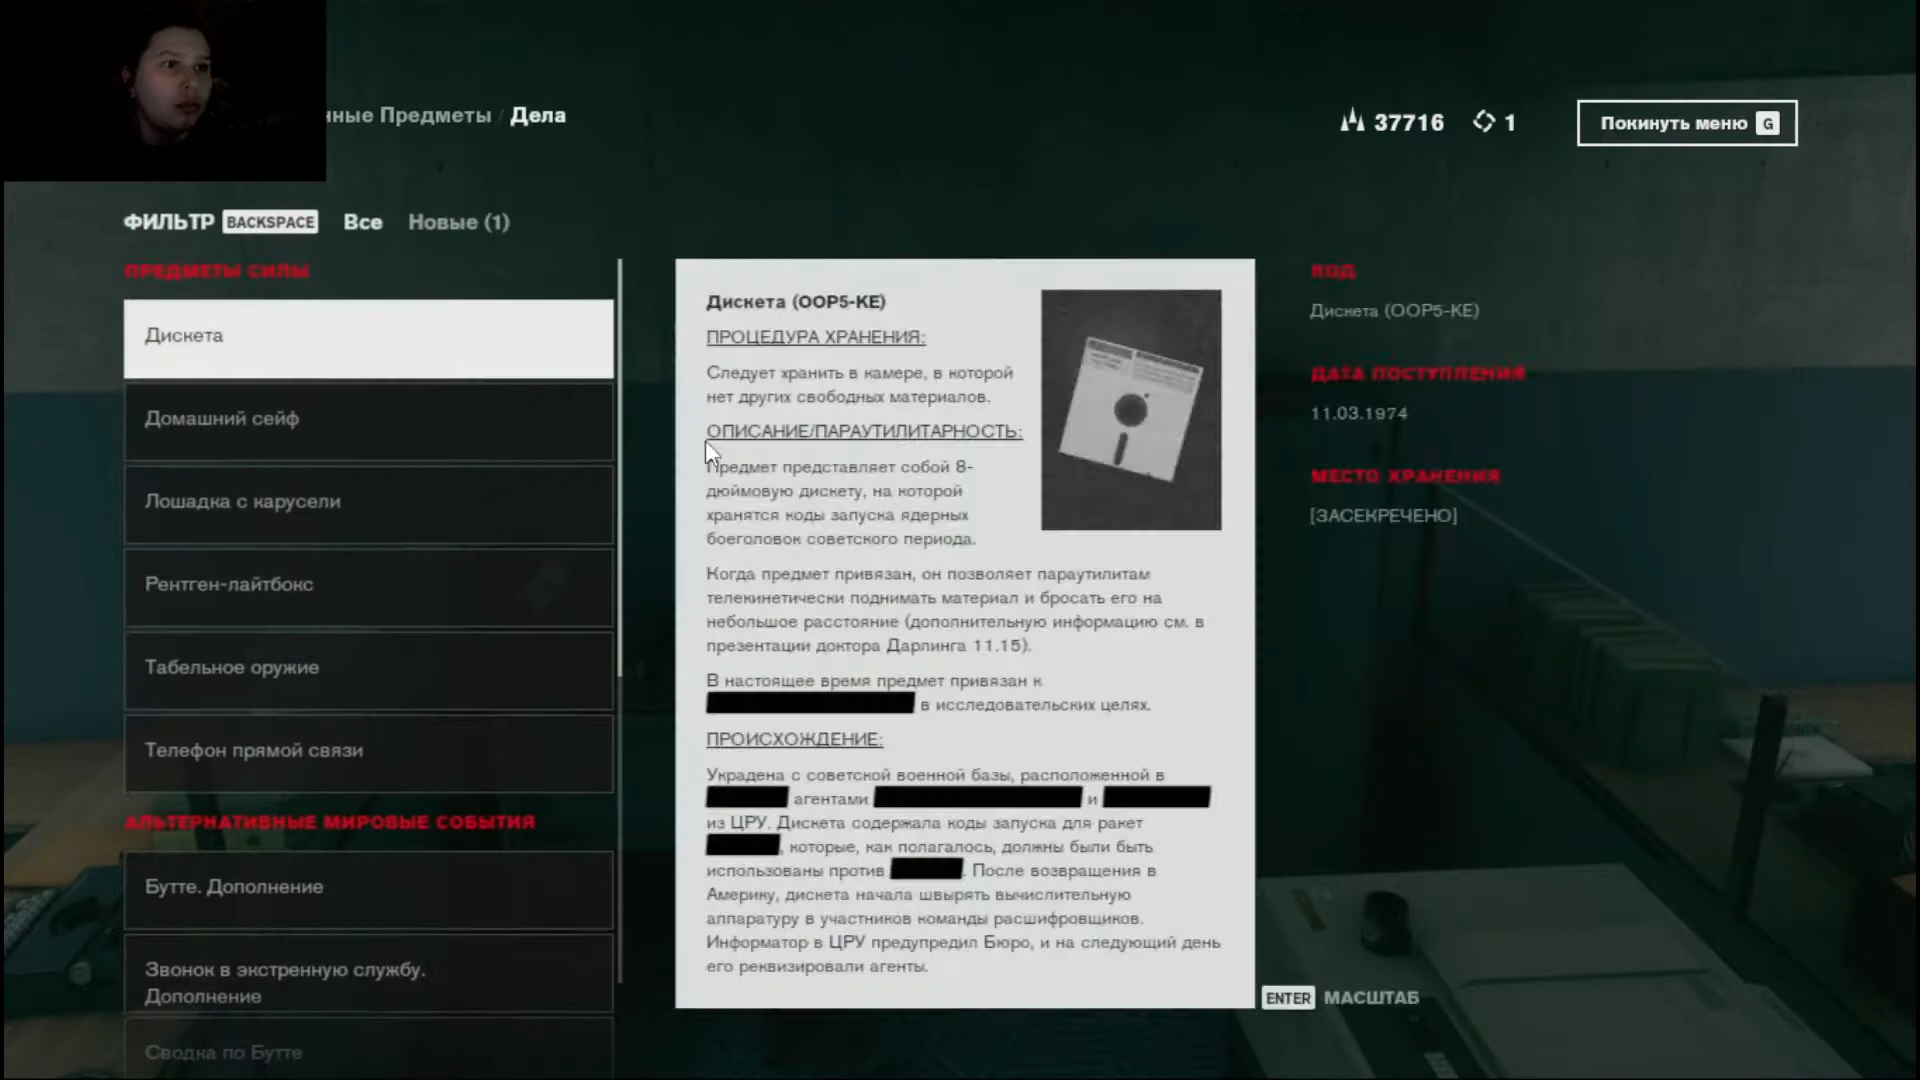 нные Предметы / Дела
37716
1
Покинуть меню G
ФИЛЬТР BACKSPACE Все Новые (1)
ПРЕДМЕТЫ СИЛЫ
Дискета
Домашний сейф
Лошадка с карусели
Рентген-лайтбокс
Табельное оружие
Телефон прямой связи
АЛЬТЕРНАТИВНЫЕ МИРОВЫЕ СОБЫТИЯ
Бутте. Дополнение
Звонок в экстренную службу.
Дополнение
Сводка по Бутте
Дискета (OOP5-KE)
ПРОЦЕДУРА ХРАНЕНИЯ:
Следует хранить в камере, в которой
нет других свободных материалов.
ОПИСАНИЕ/ПАРАУТИЛИТАРНОСТЬ:
Предмет представляет собой 8-
дюймовую дискету, на которой
хранятся коды запуска ядерных
боеголовок советского периода.
Когда предмет привязан, он позволяет параутилитам
телекинетически поднимать материал и бросать его на
небольшое расстояние (дополнительную информацию см. в
презентации доктора Дарлинга 11.15).
В настоящее время предмет привязан к
в исследовательских целях.
ПРОИСХОЖДЕНИЕ:
Украдена с советской военной базы, расположенной в
агентами и
из ЦРУ. Дискета содержала коды запуска для ракет
, которые, как полагалось, должны были быть
использованы против . После возвращения в
Америку, дискета начала швырять вычислительную
аппаратуру в участников команды расшифровщиков.
Информатор в ЦРУ предупредил Бюро, и на следующий день
его реквизировали агенты.
КОД
Дискета (OOP5-KE)
ДАТА ПОСТУПЛЕНИЯ
11.03.1974
МЕСТО ХРАНЕНИЯ
[ЗАСЕКРЕЧЕНО]
ENTER МАСШТАБ